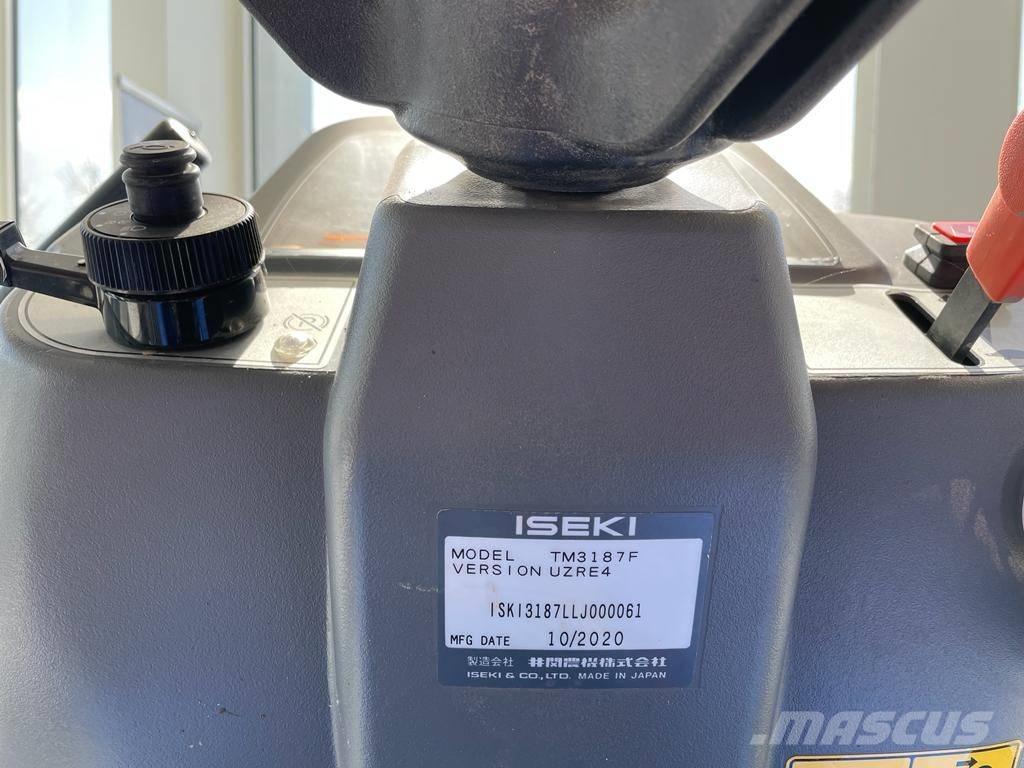 ISEKI
MODEL TM3187F
VERSION UZRE4
ISKI3187LLJ000061
MFG DATE 10/2020
製造会社 井関農機株式会社
ISEKI & CO.,LTD. MADE IN JAPAN
MASCUS